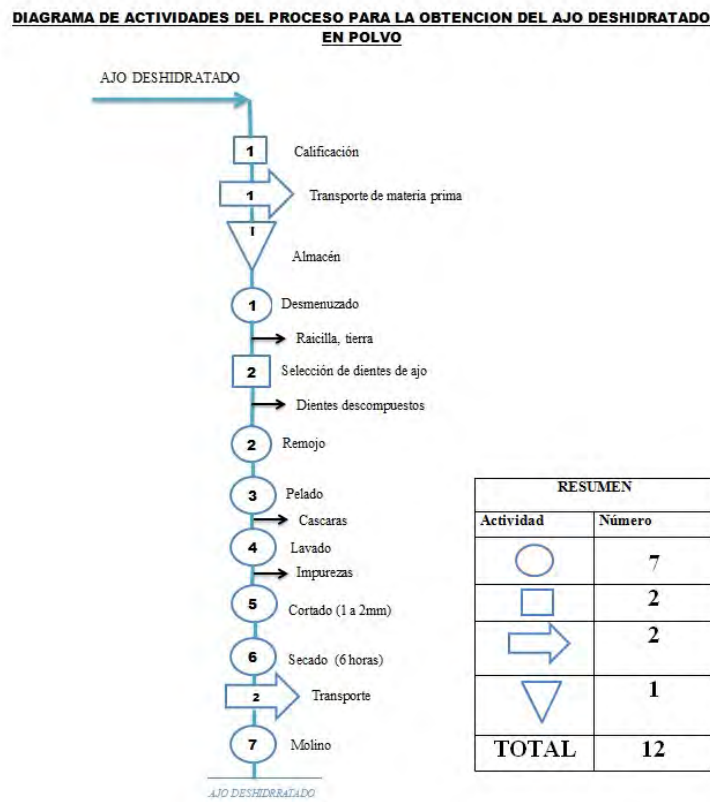 DIAGRAMA DE ACTIVIDADES DEL PROCESO PARA LA OBTENCION DEL AJO DESHIDRATADO
EN POLVO
AJO DESHIDRATADO
1 Calificación
1 Transporte de materia prima
1
Almacén
1 Desmenuzado
Raicilla, tierra
2 Selección de dientes de ajo
Dientes descompuestos
2 Remojo
3 Pelado
Cascaras
4 Lavado
Impurezas
5 Cortado (1 a 2mm)
6 Secado (6 horas)
2 Transporte
7 Molino
AJO DESHIDRRATADO
RESUMEN
Actividad Número
7
2
2
1
TOTAL 12